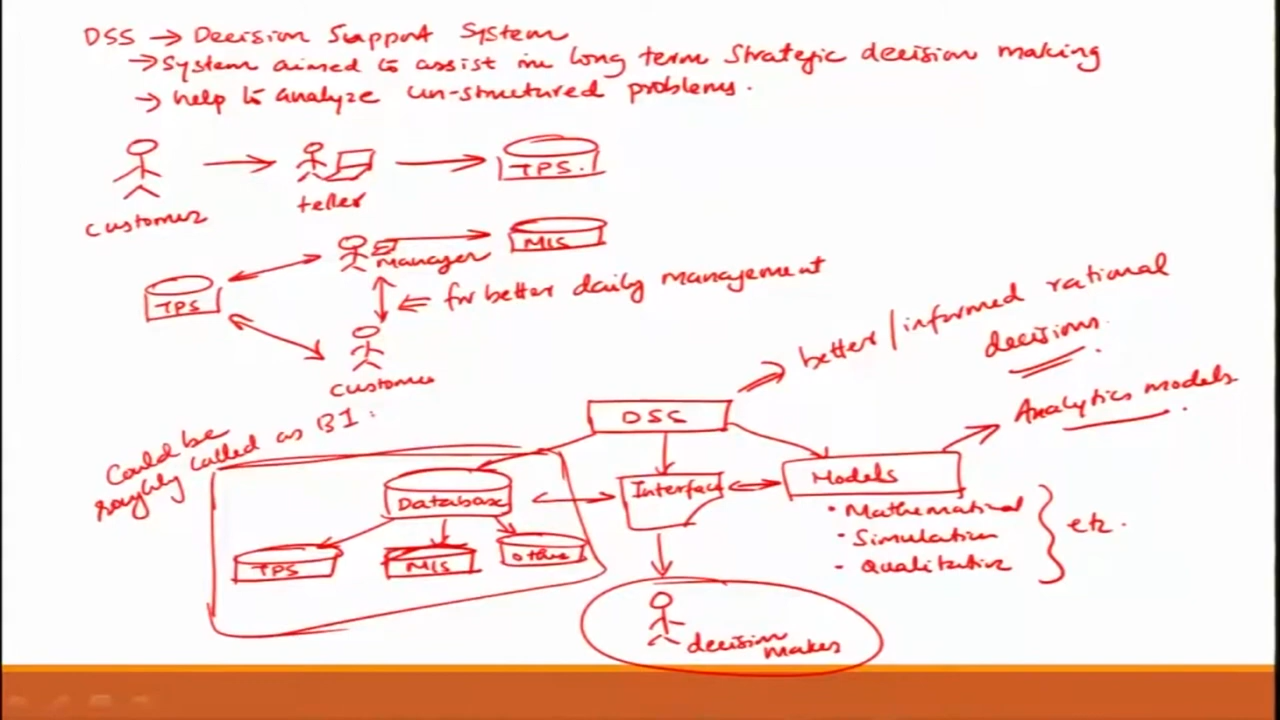 DSS → Decision Support System
→ System aimed to assist in long term strategic decision making
→ help to analyze un-structured problems.
customer
teller
TPS.
manager
MIS
TPS
for better daily management
customer
better/informed rational
decisions.
DSS
Analytics models.
Could be
roughly called as BI.
Database
Interface
Models
• Mathematical
• Simulation
• Qualitative
etc.
TPS
MIS
other
decision
maker